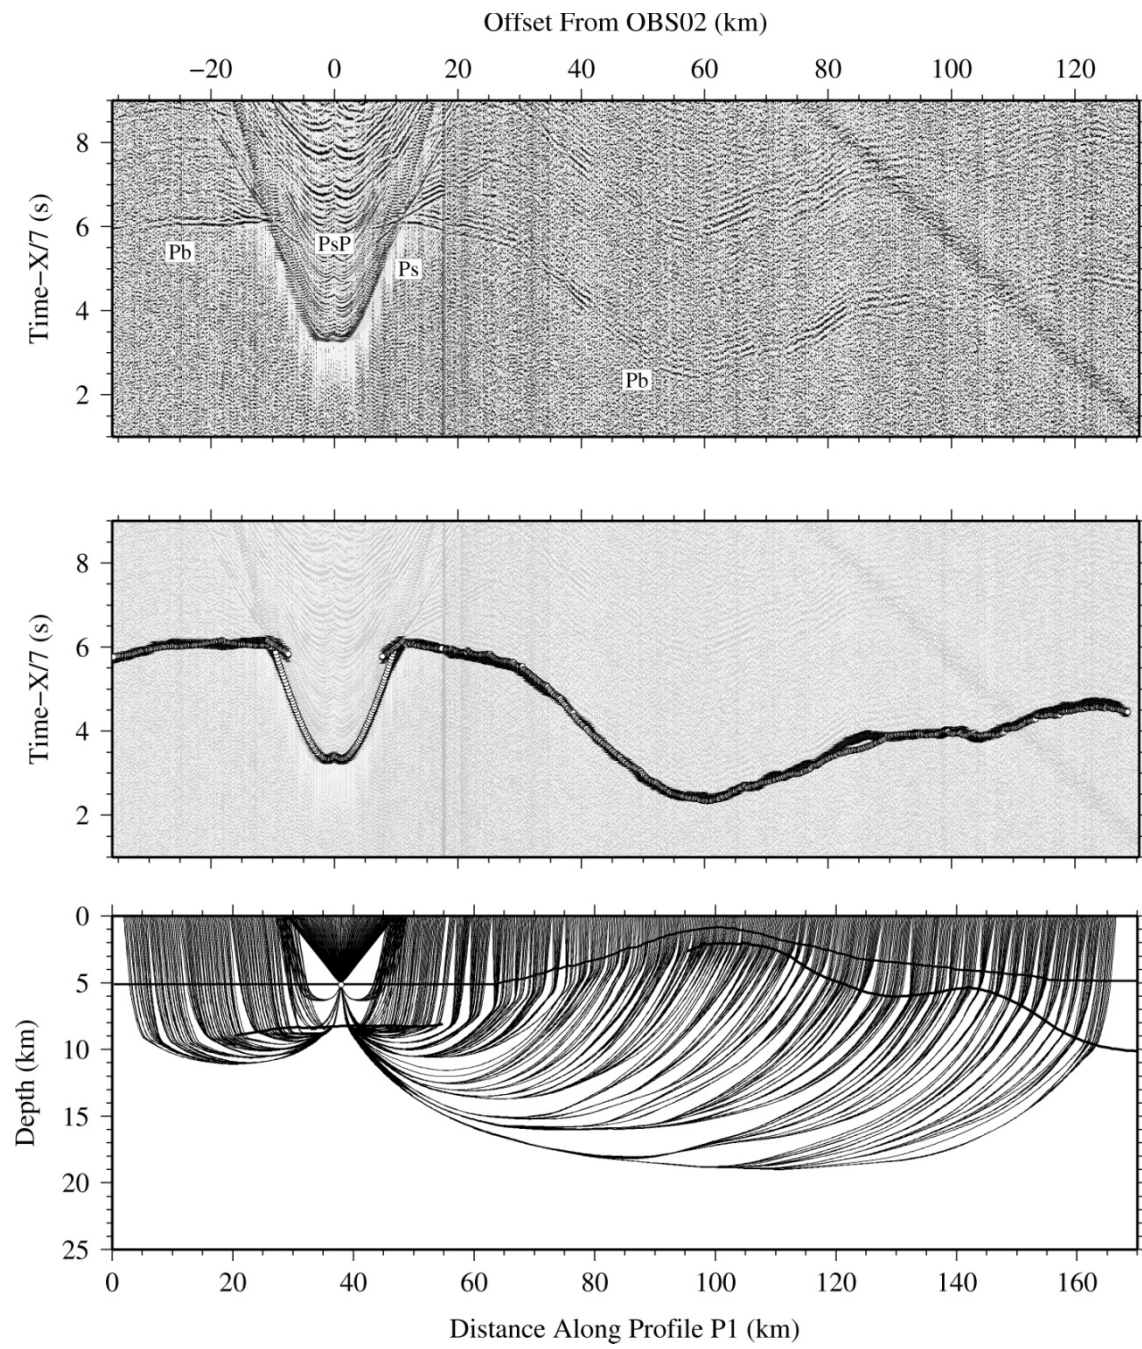 Offset From OBS02 (km)
−20 0 20 40 60 80 100 120
8
6
4
2
Time−X/7 (s)
Pb
PsP
Ps
Pb
8
6
4
2
Time−X/7 (s)
0
5
10
15
20
25
Depth (km)
0 20 40 60 80 100 120 140 160
Distance Along Profile P1 (km)